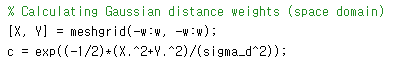 % Calculating Gaussian distance weights (space domain)
[X, Y] = meshgrid(-w:w, -w:w);
c = exp((-1/2)*(X.^2+Y.^2)/(sigma_d^2));